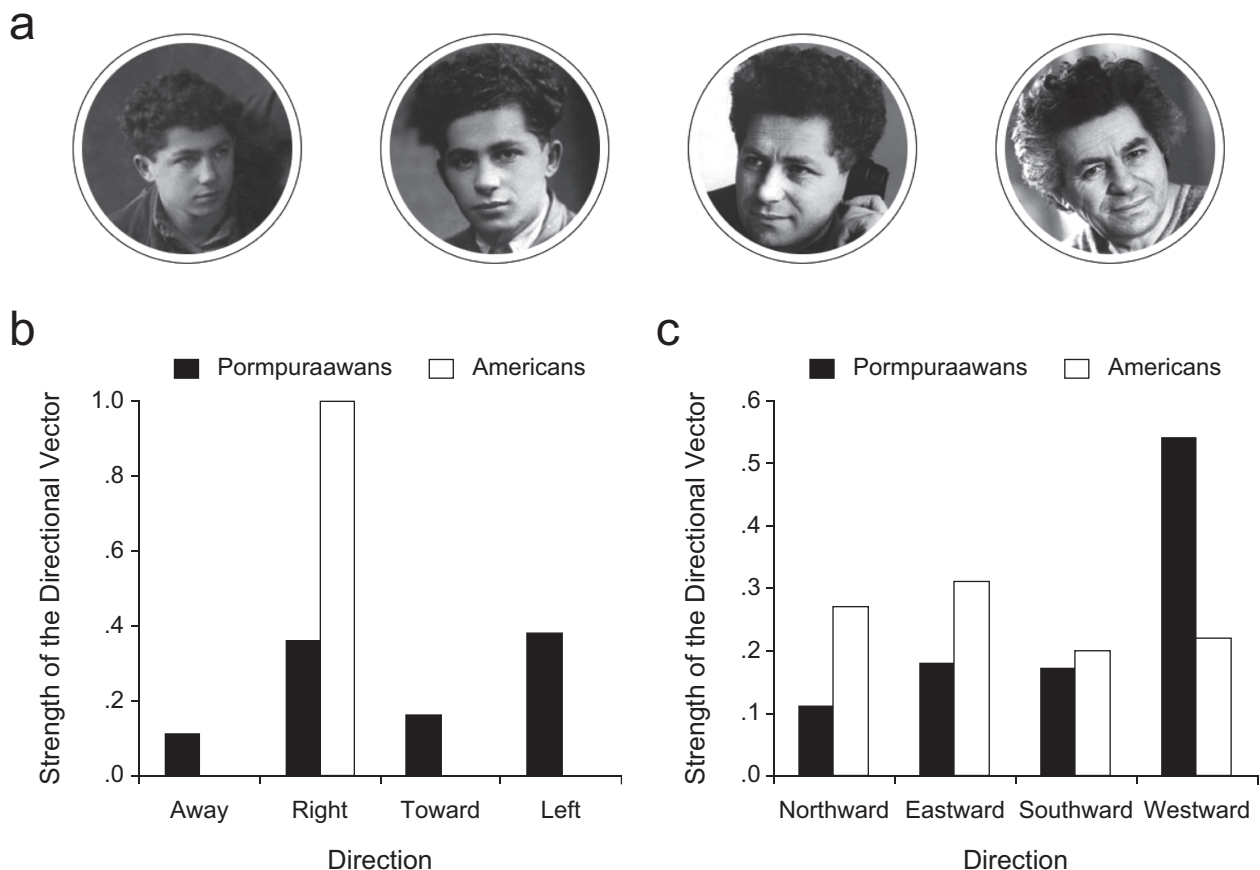 a
b
Pormpuraawans Americans
Strength of the Directional Vector
1.0
.8
.6
.4
.2
.0
Away Right Toward Left
Direction
c
Pormpuraawans Americans
Strength of the Directional Vector
.6
.5
.4
.3
.2
.1
.0
Northward Eastward Southward Westward
Direction